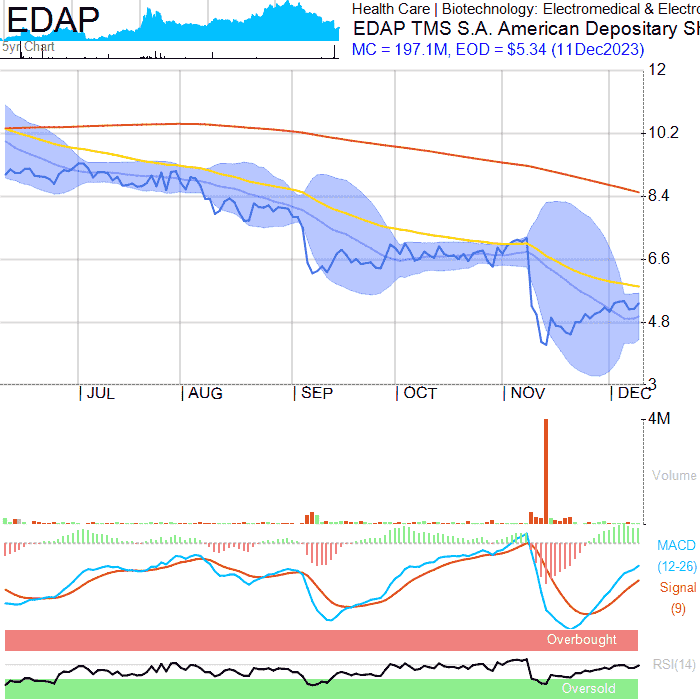 EDAP
5yr Chart
Health Care | Biotechnology: Electromedical & Electro
EDAP TMS S.A. American Depositary Sh
MC = 197.1M, EOD = $5.34 (11Dec2023)
12
10.2
8.4
6.6
4.8
3
JUL
AUG
SEP
OCT
NOV
DEC
4M
Volume
MACD
(12-26)
Signal
(9)
Overbought
RSI(14)
Oversold